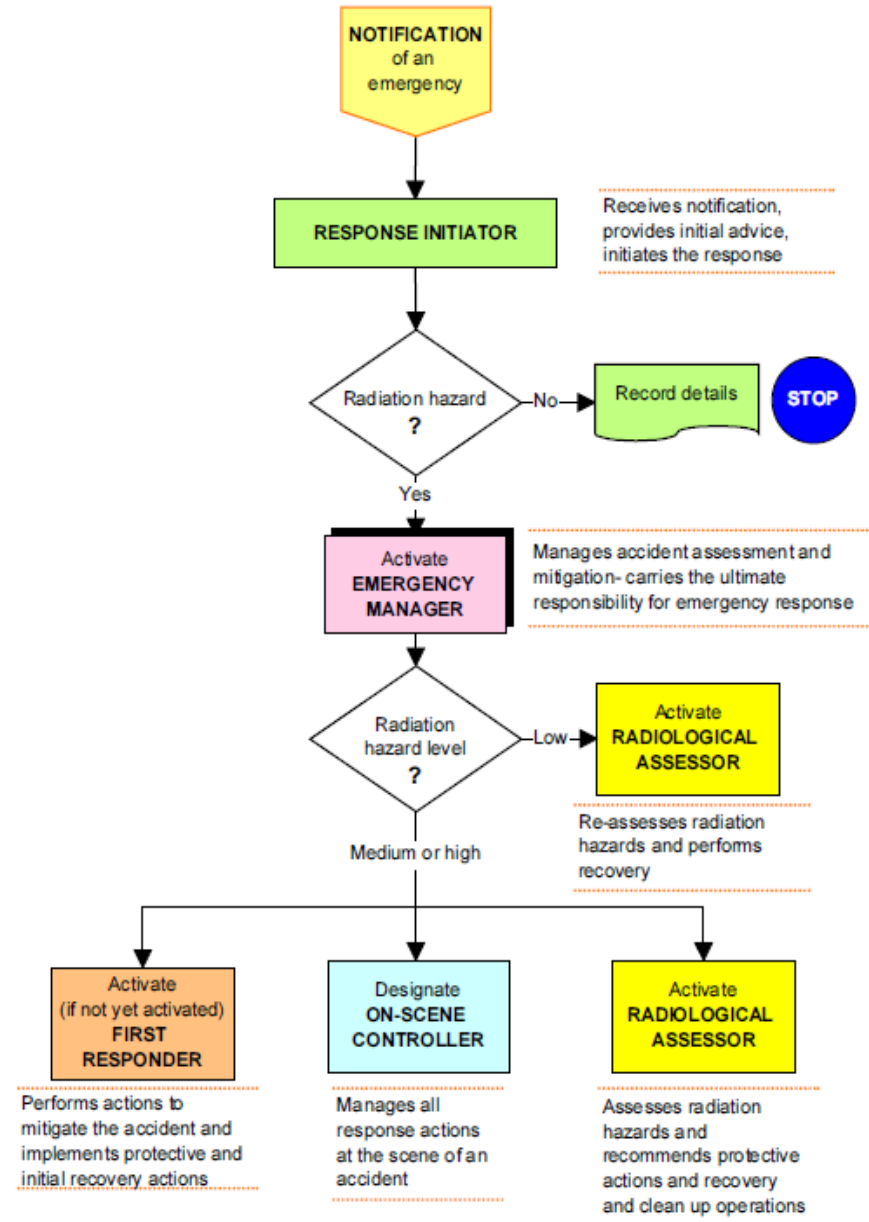 NOTIFICATION
of an
emergency
RESPONSE INITIATOR
Receives notification,
provides initial advice,
initiates the response
Radiation hazard
?
No
Record details
STOP
Yes
Activate
EMERGENCY
MANAGER
Manages accident assessment and
mitigation- carries the ultimate
responsibility for emergency response
Radiation
hazard level
?
Low
Activate
RADIOLOGICAL
ASSESSOR
Re-assesses radiation
hazards and performs
recovery
Medium or high
Activate
(if not yet activated)
FIRST
RESPONDER
Designate
ON-SCENE
CONTROLLER
Activate
RADIOLOGICAL
ASSESSOR
Performs actions to
mitigate the accident and
implements protective and
initial recovery actions
Manages all
response actions
at the scene of an
accident
Assesses radiation
hazards and
recommends protective
actions and recovery
and clean up operations